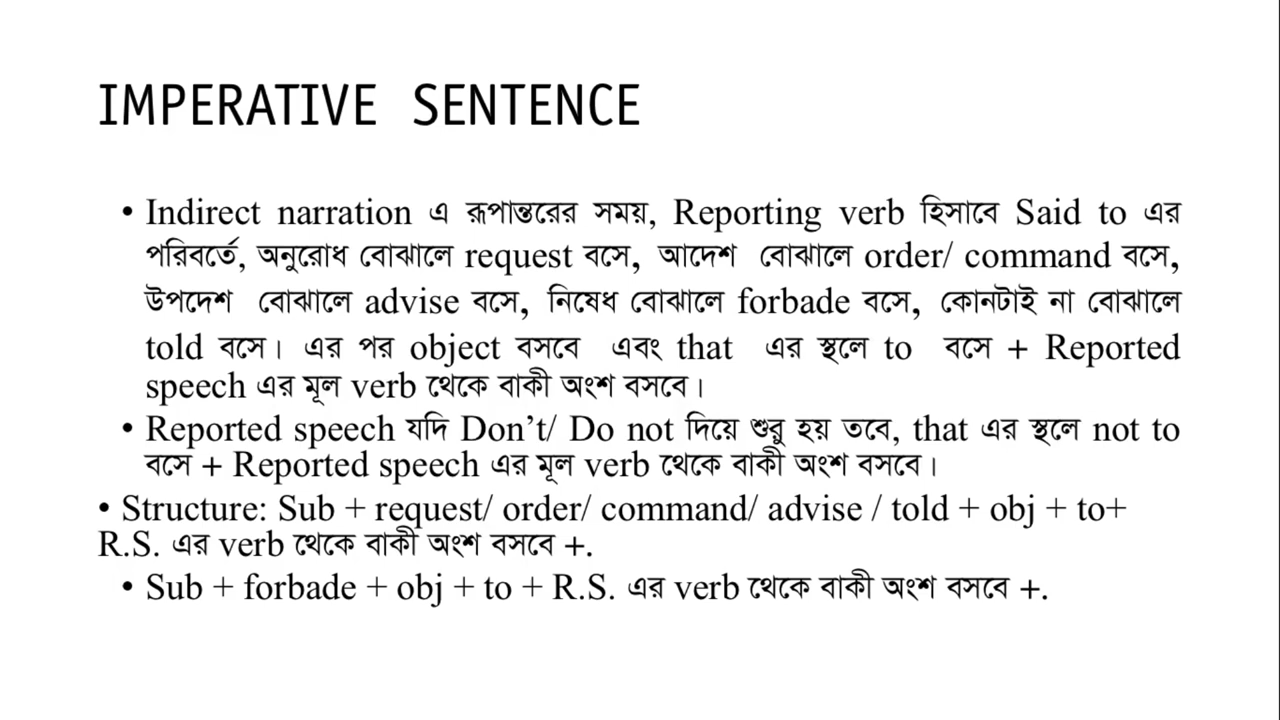 IMPERATIVE SENTENCE
• Indirect narration এ রূপান্তরের সময়, Reporting verb হিসাবে Said to এর
পরিবর্তে, অনুরোধ বোঝালে request বসে, আদেশ বোঝালে order/ command বসে,
উপদেশ বোঝালে advise বসে, নিষেধ বোঝালে forbade বসে, কোনটাই না বোঝালে
told বসে। এর পর object বসবে এবং that এর স্থলে to বসে + Reported
speech এর মূল verb থেকে বাকী অংশ বসবে।
• Reported speech যদি Don't/ Do not দিয়ে শুরু হয় তবে, that এর স্থলে not to
বসে + Reported speech এর মূল verb থেকে বাকী অংশ বসবে।
• Structure: Sub + request/ order/ command/ advise / told + obj + to+
R.S. এর verb থেকে বাকী অংশ বসবে +.
• Sub + forbade + obj + to + R.S. এর verb থেকে বাকী অংশ বসবে +.